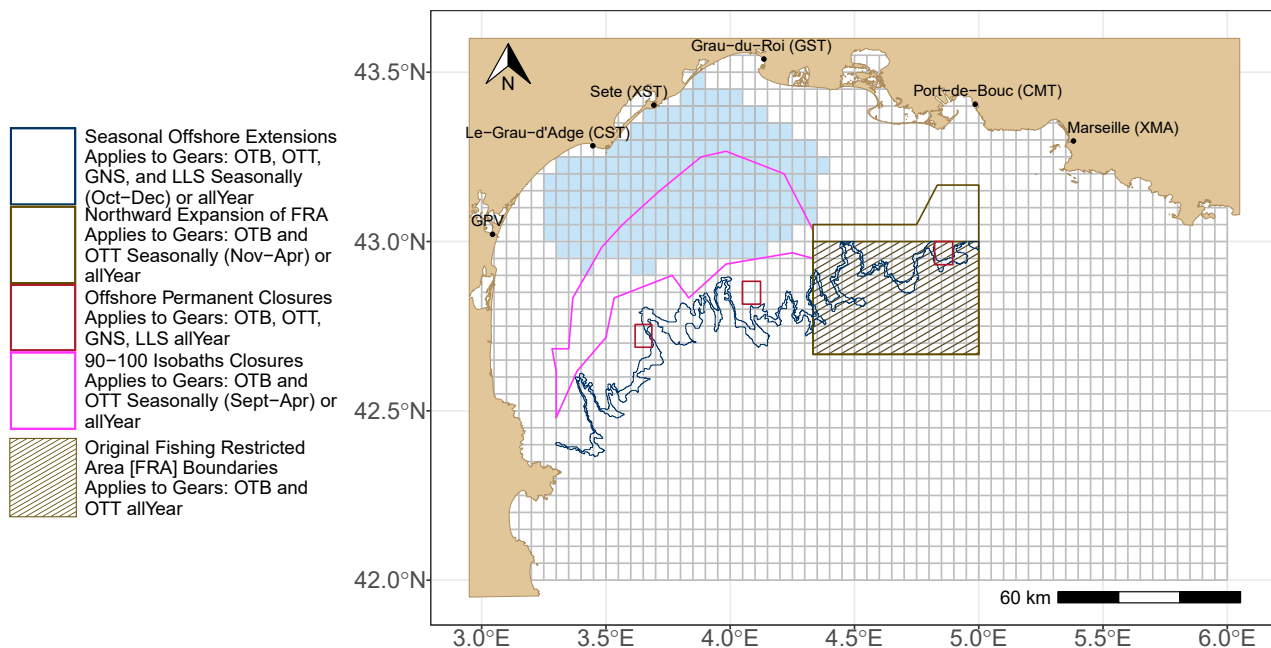 Seasonal Offshore Extensions
Applies to Gears: OTB, OTT,
GNS, and LLS Seasonally
(Oct−Dec) or allYear
Northward Expansion of FRA
Applies to Gears: OTB and
OTT Seasonally (Nov−Apr) or
allYear
Offshore Permanent Closures
Applies to Gears: OTB, OTT,
GNS, LLS allYear
90−100 Isobaths Closures
Applies to Gears: OTB and
OTT Seasonally (Sept−Apr) or
allYear
Original Fishing Restricted
Area [FRA] Boundaries
Applies to Gears: OTB and
OTT allYear
43.5°N
43.0°N
42.5°N
42.0°N
N
Grau−du−Roi (GST)
Sete (XST)
Port−de−Bouc (CMT)
Le−Grau−d'Adge (CST)
Marseille (XMA)
GPV
60 km
3.0°E
3.5°E
4.0°E
4.5°E
5.0°E
5.5°E
6.0°E